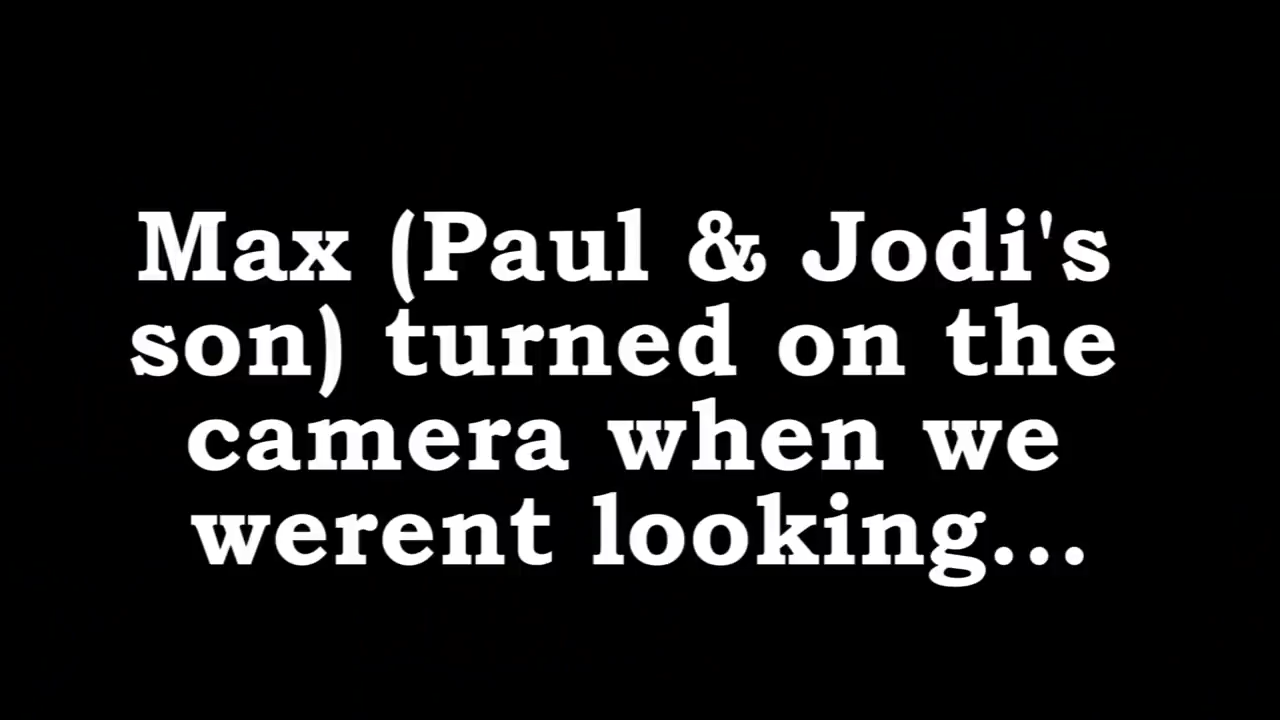 Max (Paul & Jodi's
son) turned on the
camera when we
werent looking...